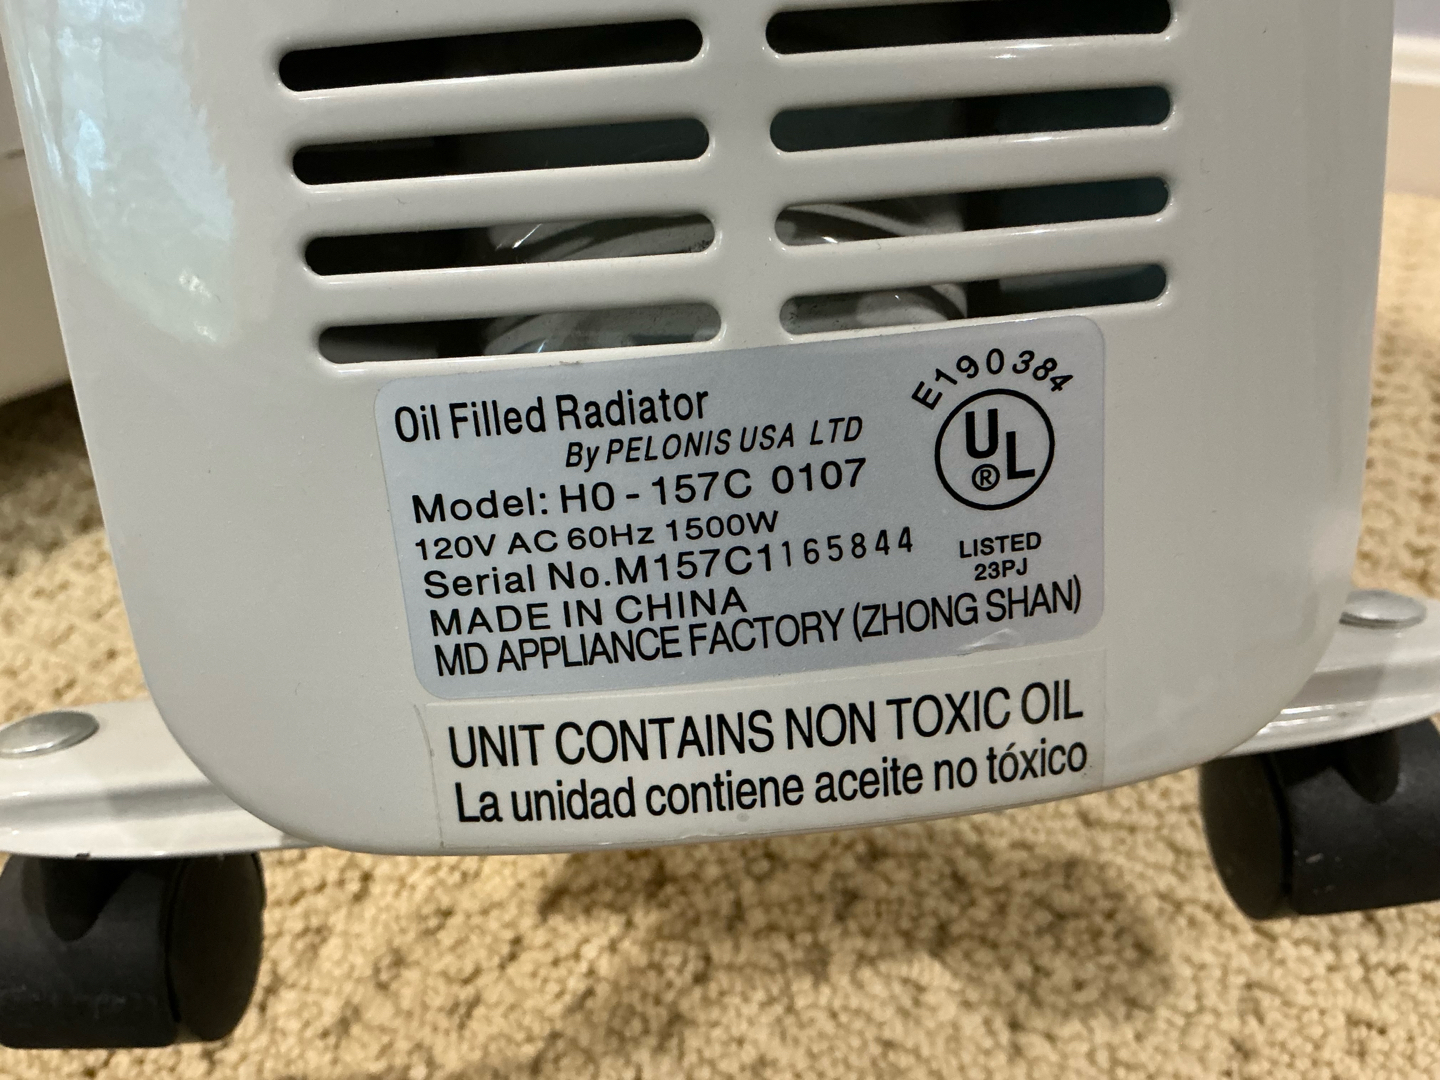 Oil Filled Radiator
By PELONIS USA LTD
Model: HO - 157C 0107
120V AC 60Hz 1500W
Serial No.M157C1165844
MADE IN CHINA
MD APPLIANCE FACTORY (ZHONG SHAN)
E190384
UL
®
LISTED
23PJ
UNIT CONTAINS NON TOXIC OIL
La unidad contiene aceite no tóxico